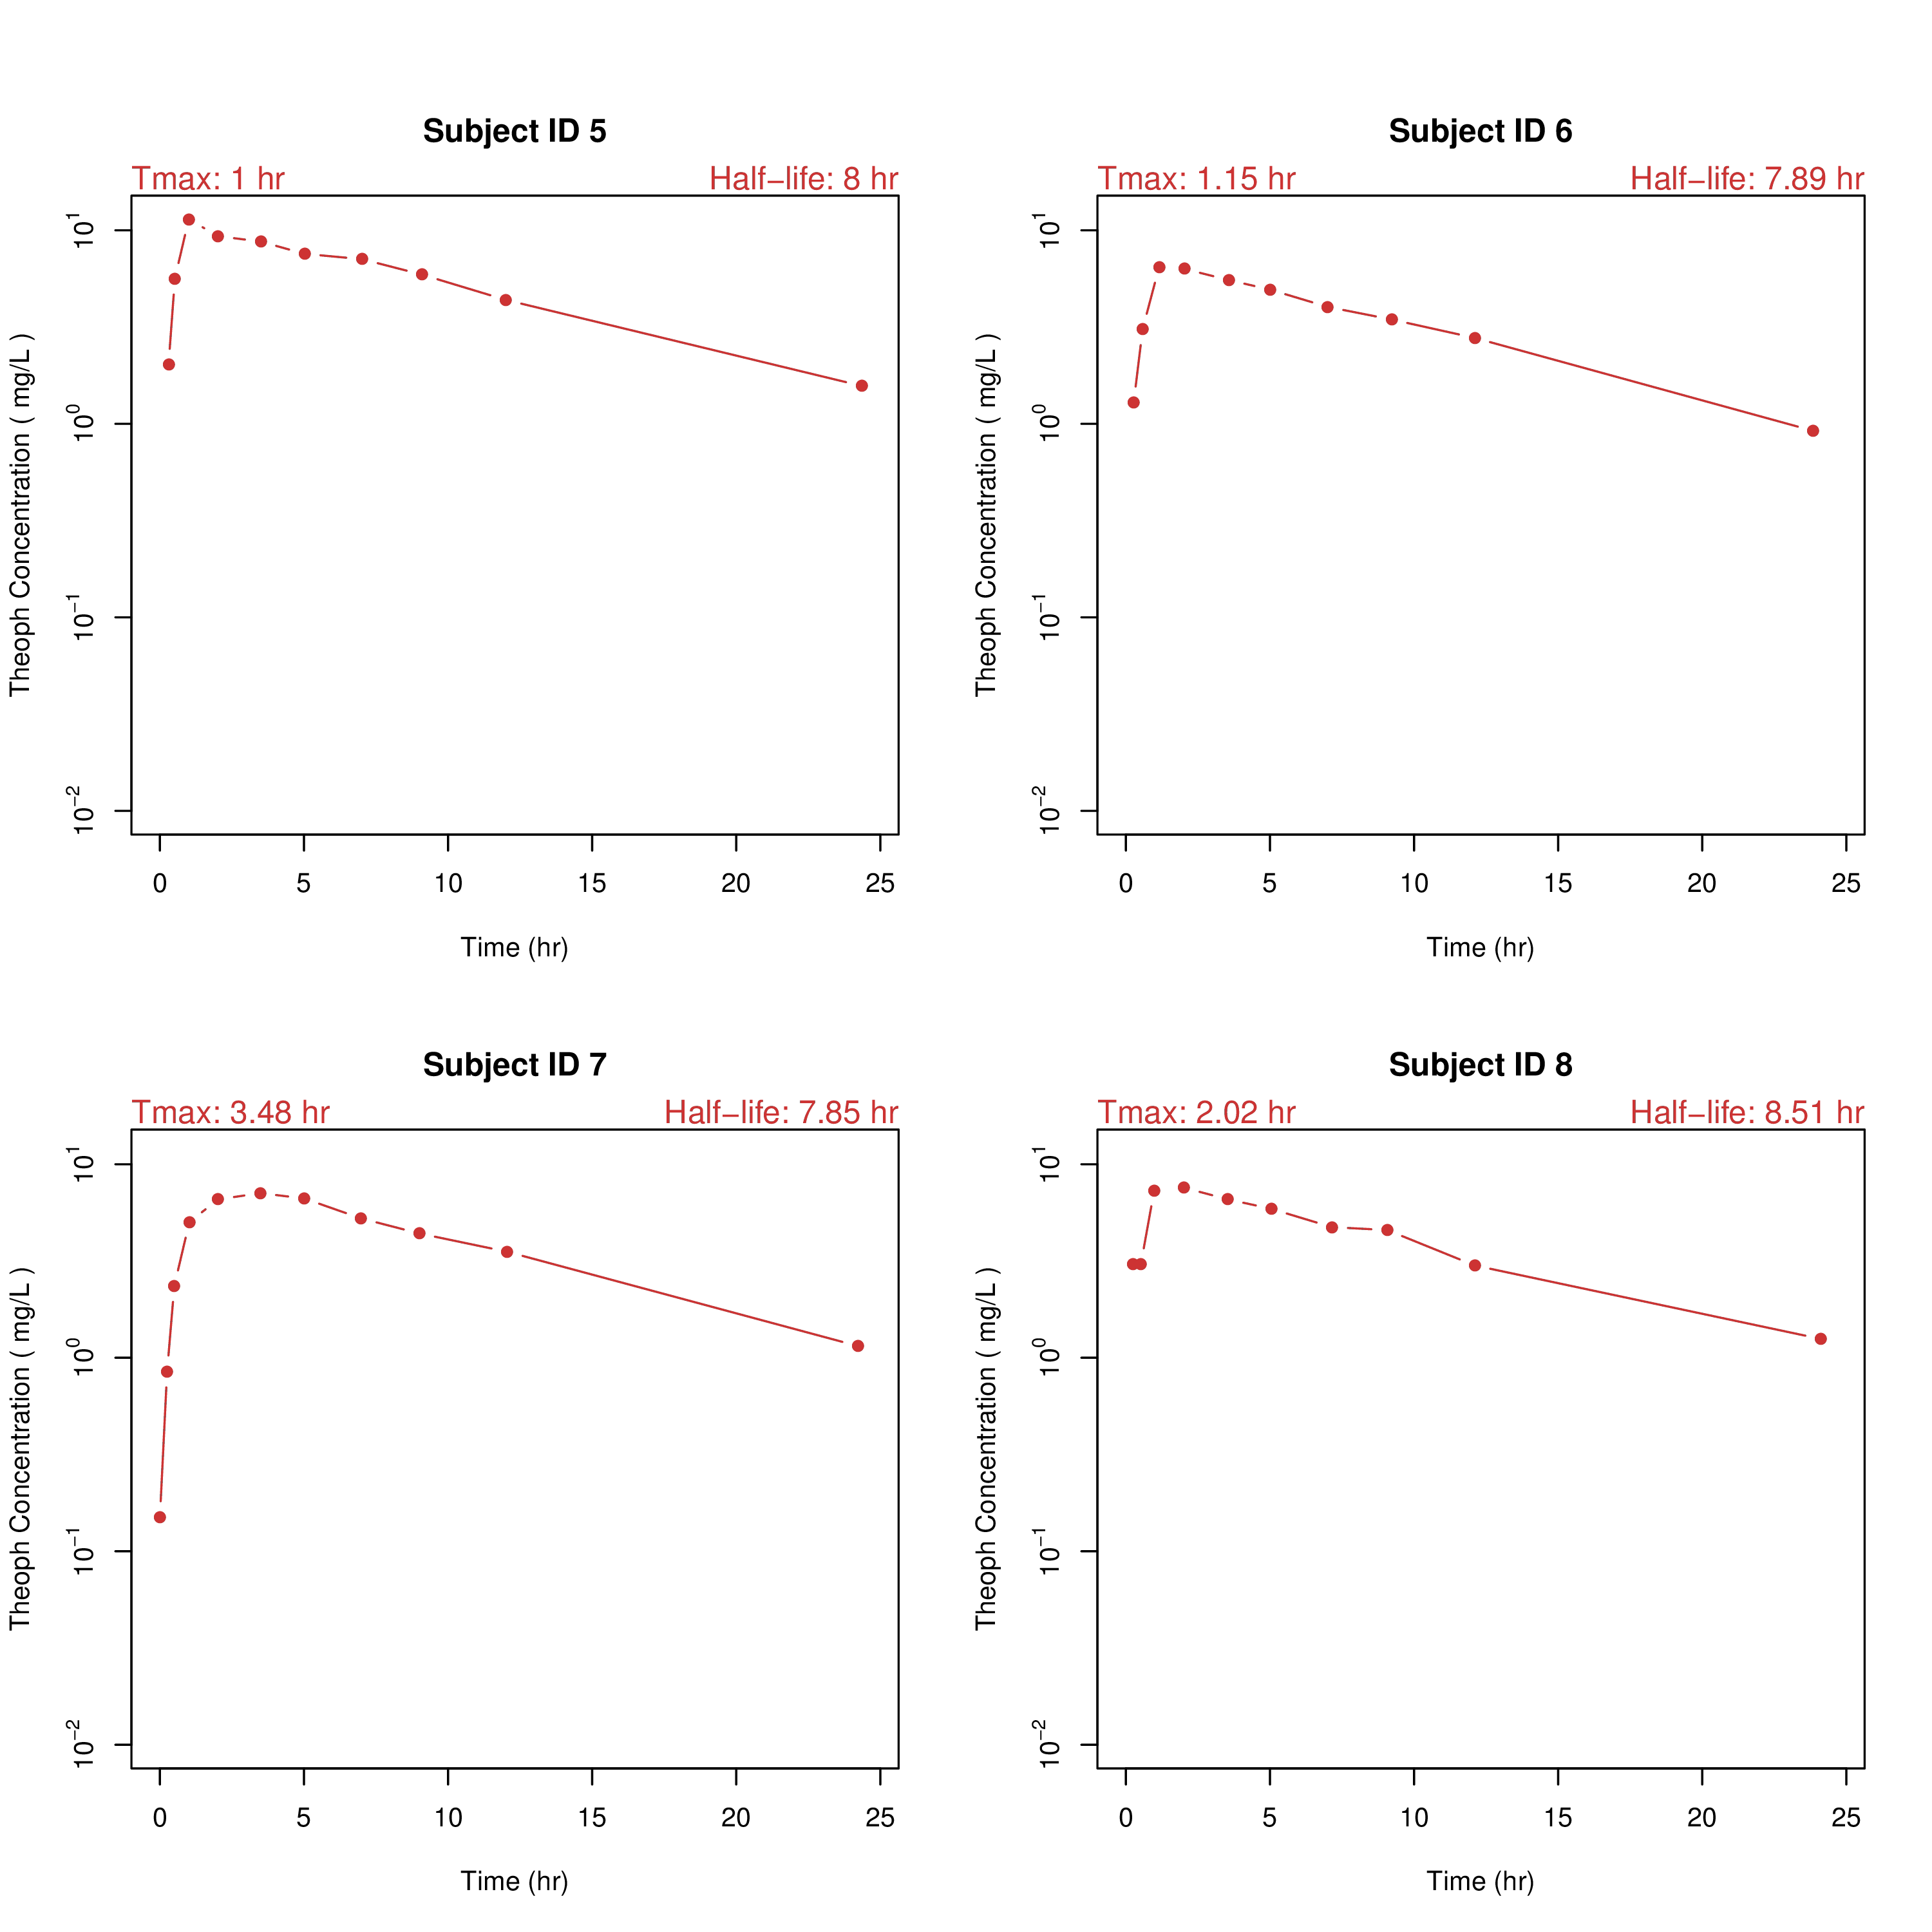 Subject ID 5
Tmax: 1 hr Half−life: 8 hr
Theoph Concentration ( mg/L )
10^1
10^0
10^−1
10^−2
0 5 10 15 20 25
Time (hr)
Subject ID 6
Tmax: 1.15 hr Half−life: 7.89 hr
Theoph Concentration ( mg/L )
10^1
10^0
10^−1
10^−2
0 5 10 15 20 25
Time (hr)
Subject ID 7
Tmax: 3.48 hr Half−life: 7.85 hr
Theoph Concentration ( mg/L )
10^1
10^0
10^−1
10^−2
0 5 10 15 20 25
Time (hr)
Subject ID 8
Tmax: 2.02 hr Half−life: 8.51 hr
Theoph Concentration ( mg/L )
10^1
10^0
10^−1
10^−2
0 5 10 15 20 25
Time (hr)